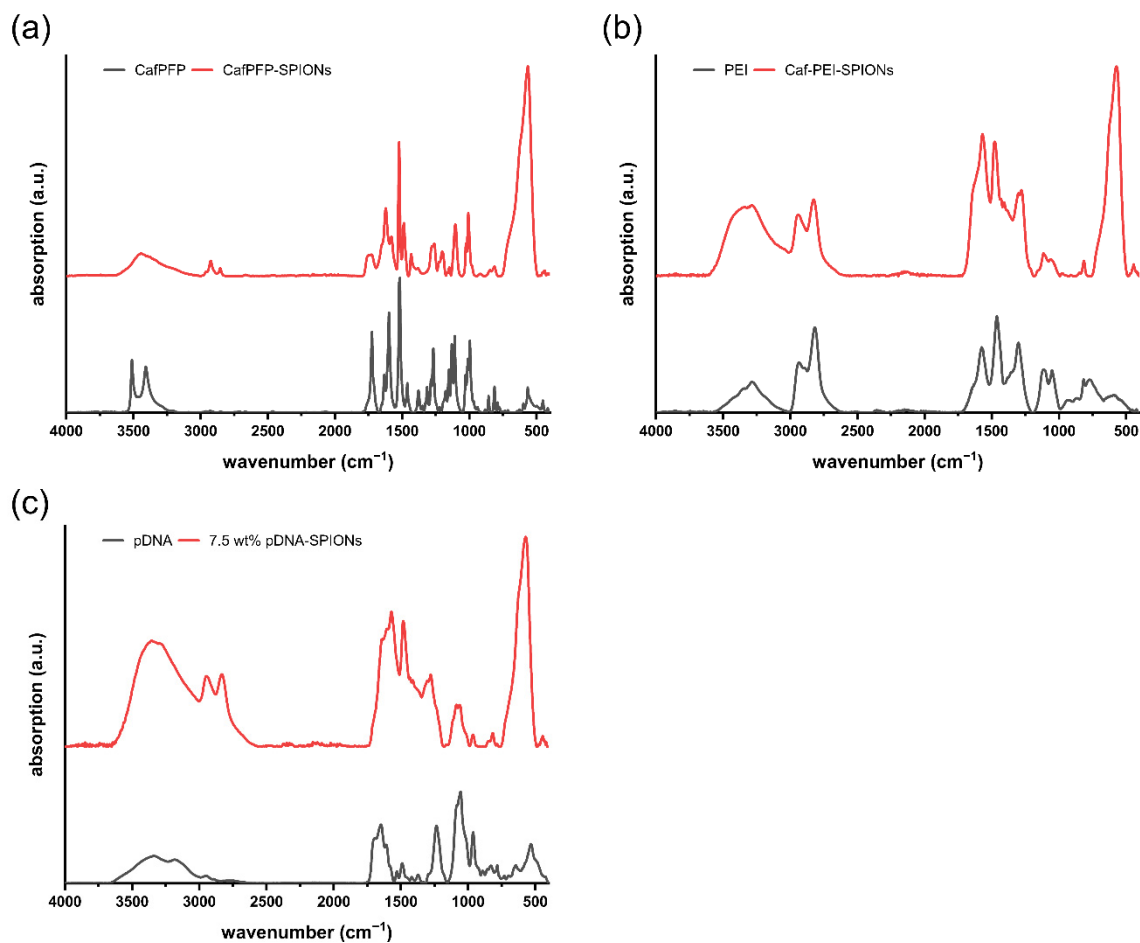 (a)
CafPFP CafPFP-SPIONs
absorption (a.u.)
4000 3500 3000 2500 2000 1500 1000 500
wavenumber (cm⁻¹)
(b)
PEI Caf-PEI-SPIONs
absorption (a.u.)
4000 3500 3000 2500 2000 1500 1000 500
wavenumber (cm⁻¹)
(c)
pDNA 7.5 wt% pDNA-SPIONs
absorption (a.u.)
4000 3500 3000 2500 2000 1500 1000 500
wavenumber (cm⁻¹)